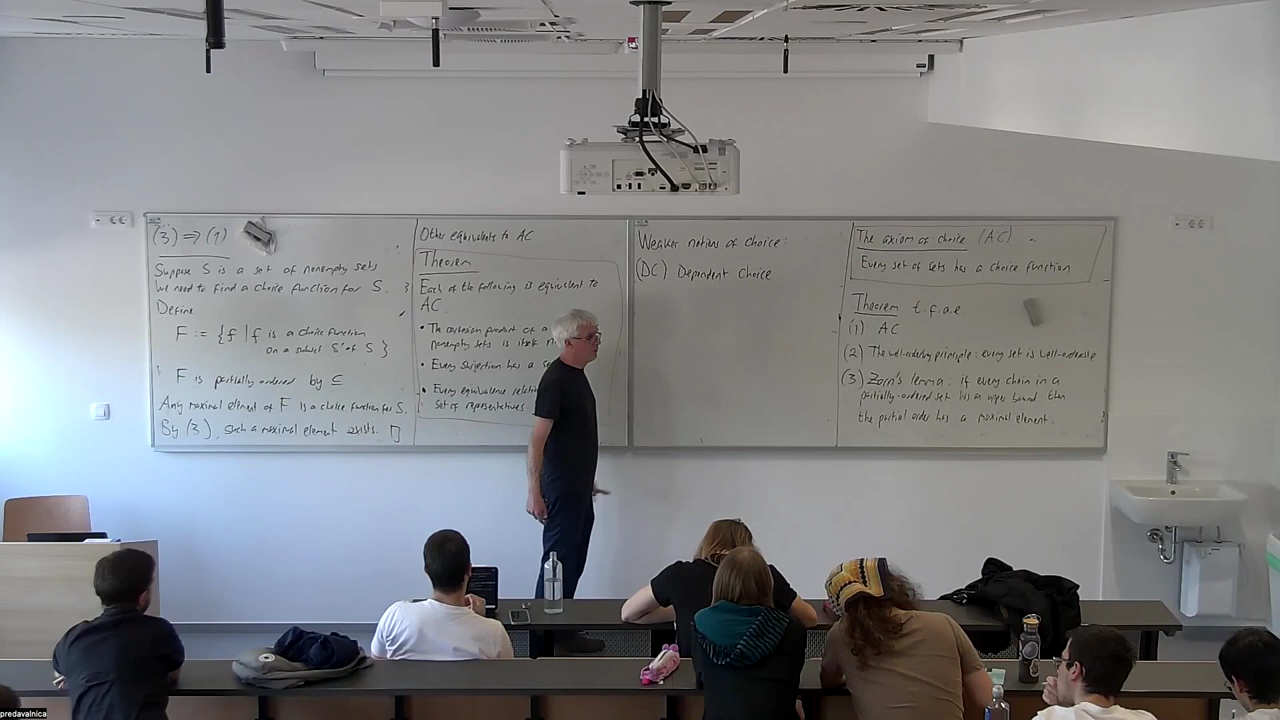 (3) => (1)
Suppose S is a set of nonempty sets
We need to find a choice function for S.
Define
F := { f | f is a choice function
on a subset S' of S }
F is partially ordered by ⊆
Any maximal element of F is a choice function for S.
By (3), such a maximal element exists. □
Other equivalents to AC
Theorem
Each of the following is equivalent to
AC.
• The cartesian product of a
nonempty sets is itself
• Every surjection has a
• Every equivalence
set of representatives
Weaker notions of choice:
(DC) Dependent Choice
The axiom of choice (AC)
Every set of sets has a choice function
Theorem t.f.a.e
(1) AC
(2) The well-ordering principle: every set is well-orderable
(3) Zorn's lemma: if every chain in a
partially-ordered set has a upper bound then
the partial order has a maximal element.
predavalnica